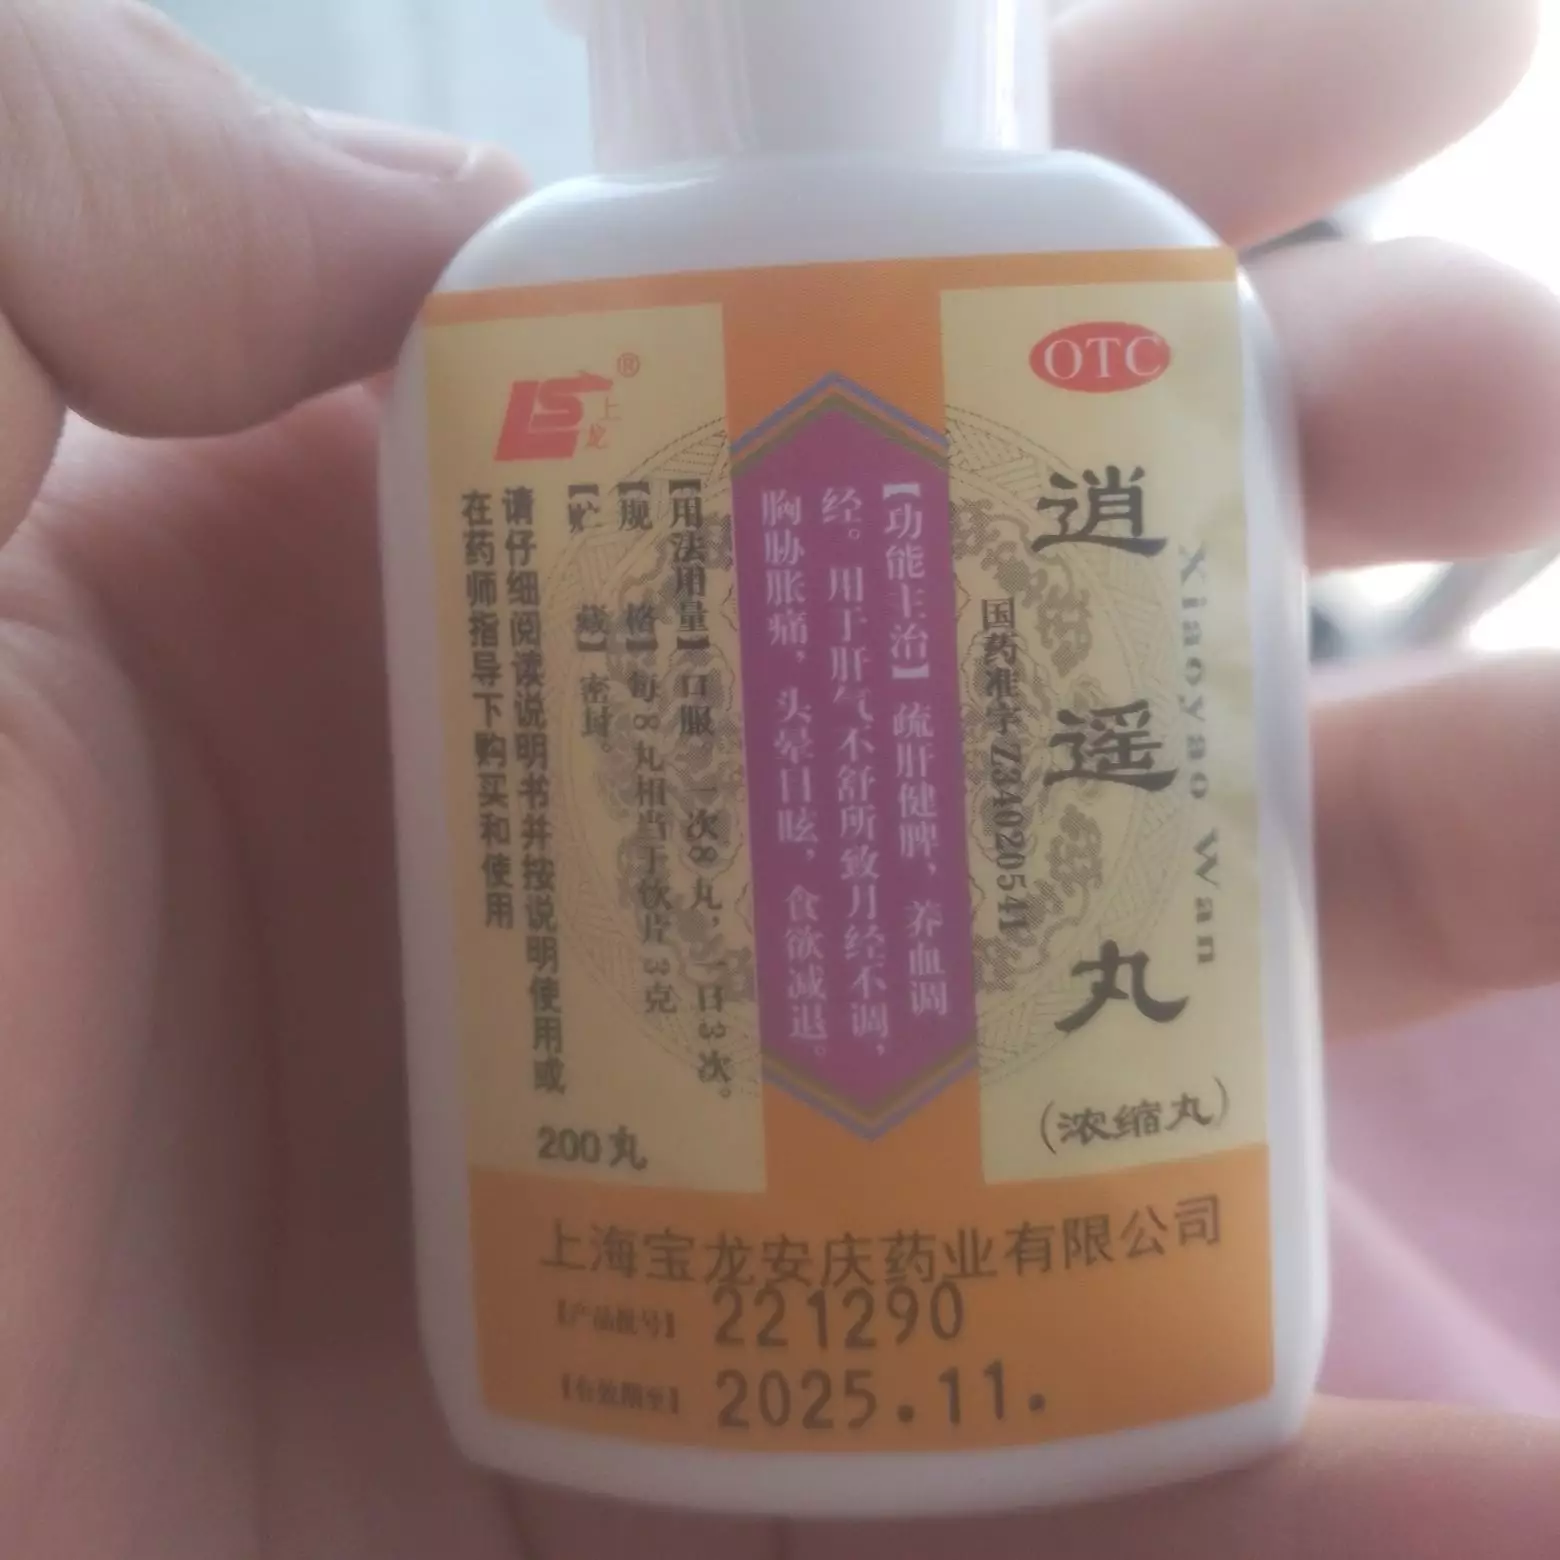 OTC
逍遥丸
Xiaoyao Wan
(浓缩丸)
国药准字Z34020541
【功能主治】疏肝健脾，养血调
经。用于肝气不舒所致月经不调，
胸胁胀痛，头晕目眩，食欲减退。
上龙®
【用法用量】口服，一次8丸，一日3次。
【规 格】每8丸相当于饮片3克
【贮 藏】密封。
请仔细阅读说明书并按说明使用或
在药师指导下购买和使用
200丸
上海宝龙安庆药业有限公司
【产品批号】 221290
【有效期至】 2025.11.